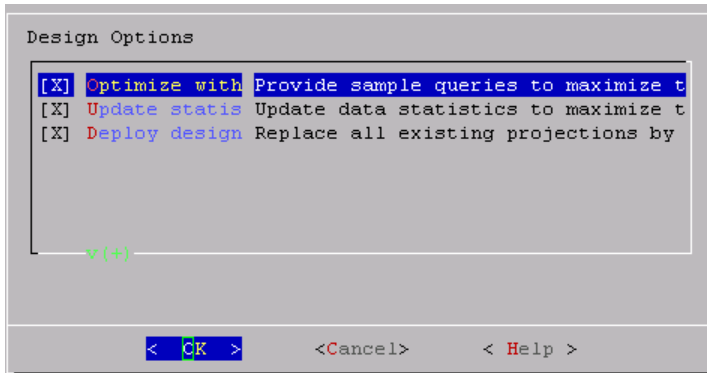 Design Options
[X] Optimize with Provide sample queries to maximize t
[X] Update statis Update data statistics to maximize t
[X] Deploy design Replace all existing projections by
v(+)
< OK > <Cancel> < Help >